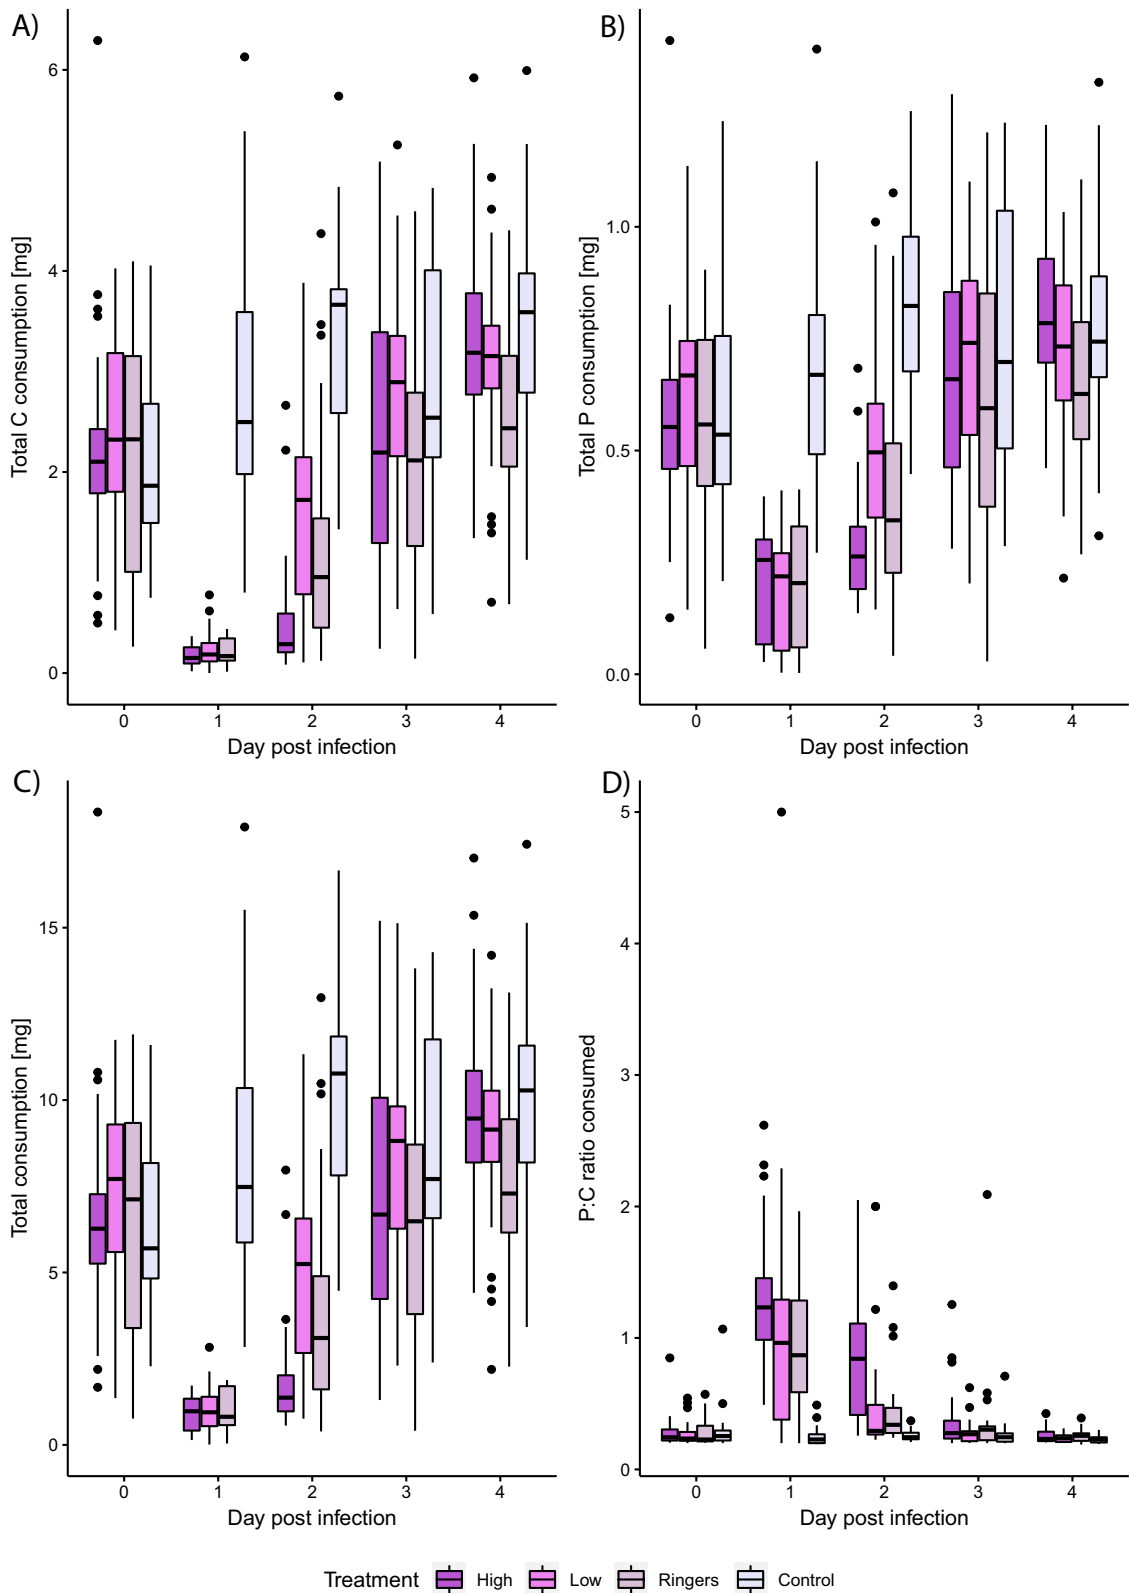 A)
Total C consumption [mg]
6
4
2
0
0 1 2 3 4
Day post infection
B)
Total P consumption [mg]
1.0
0.5
0.0
0 1 2 3 4
Day post infection
C)
Total consumption [mg]
15
10
5
0
0 1 2 3 4
Day post infection
D)
P:C ratio consumed
5
4
3
2
1
0
0 1 2 3 4
Day post infection
Treatment High Low Ringers Control